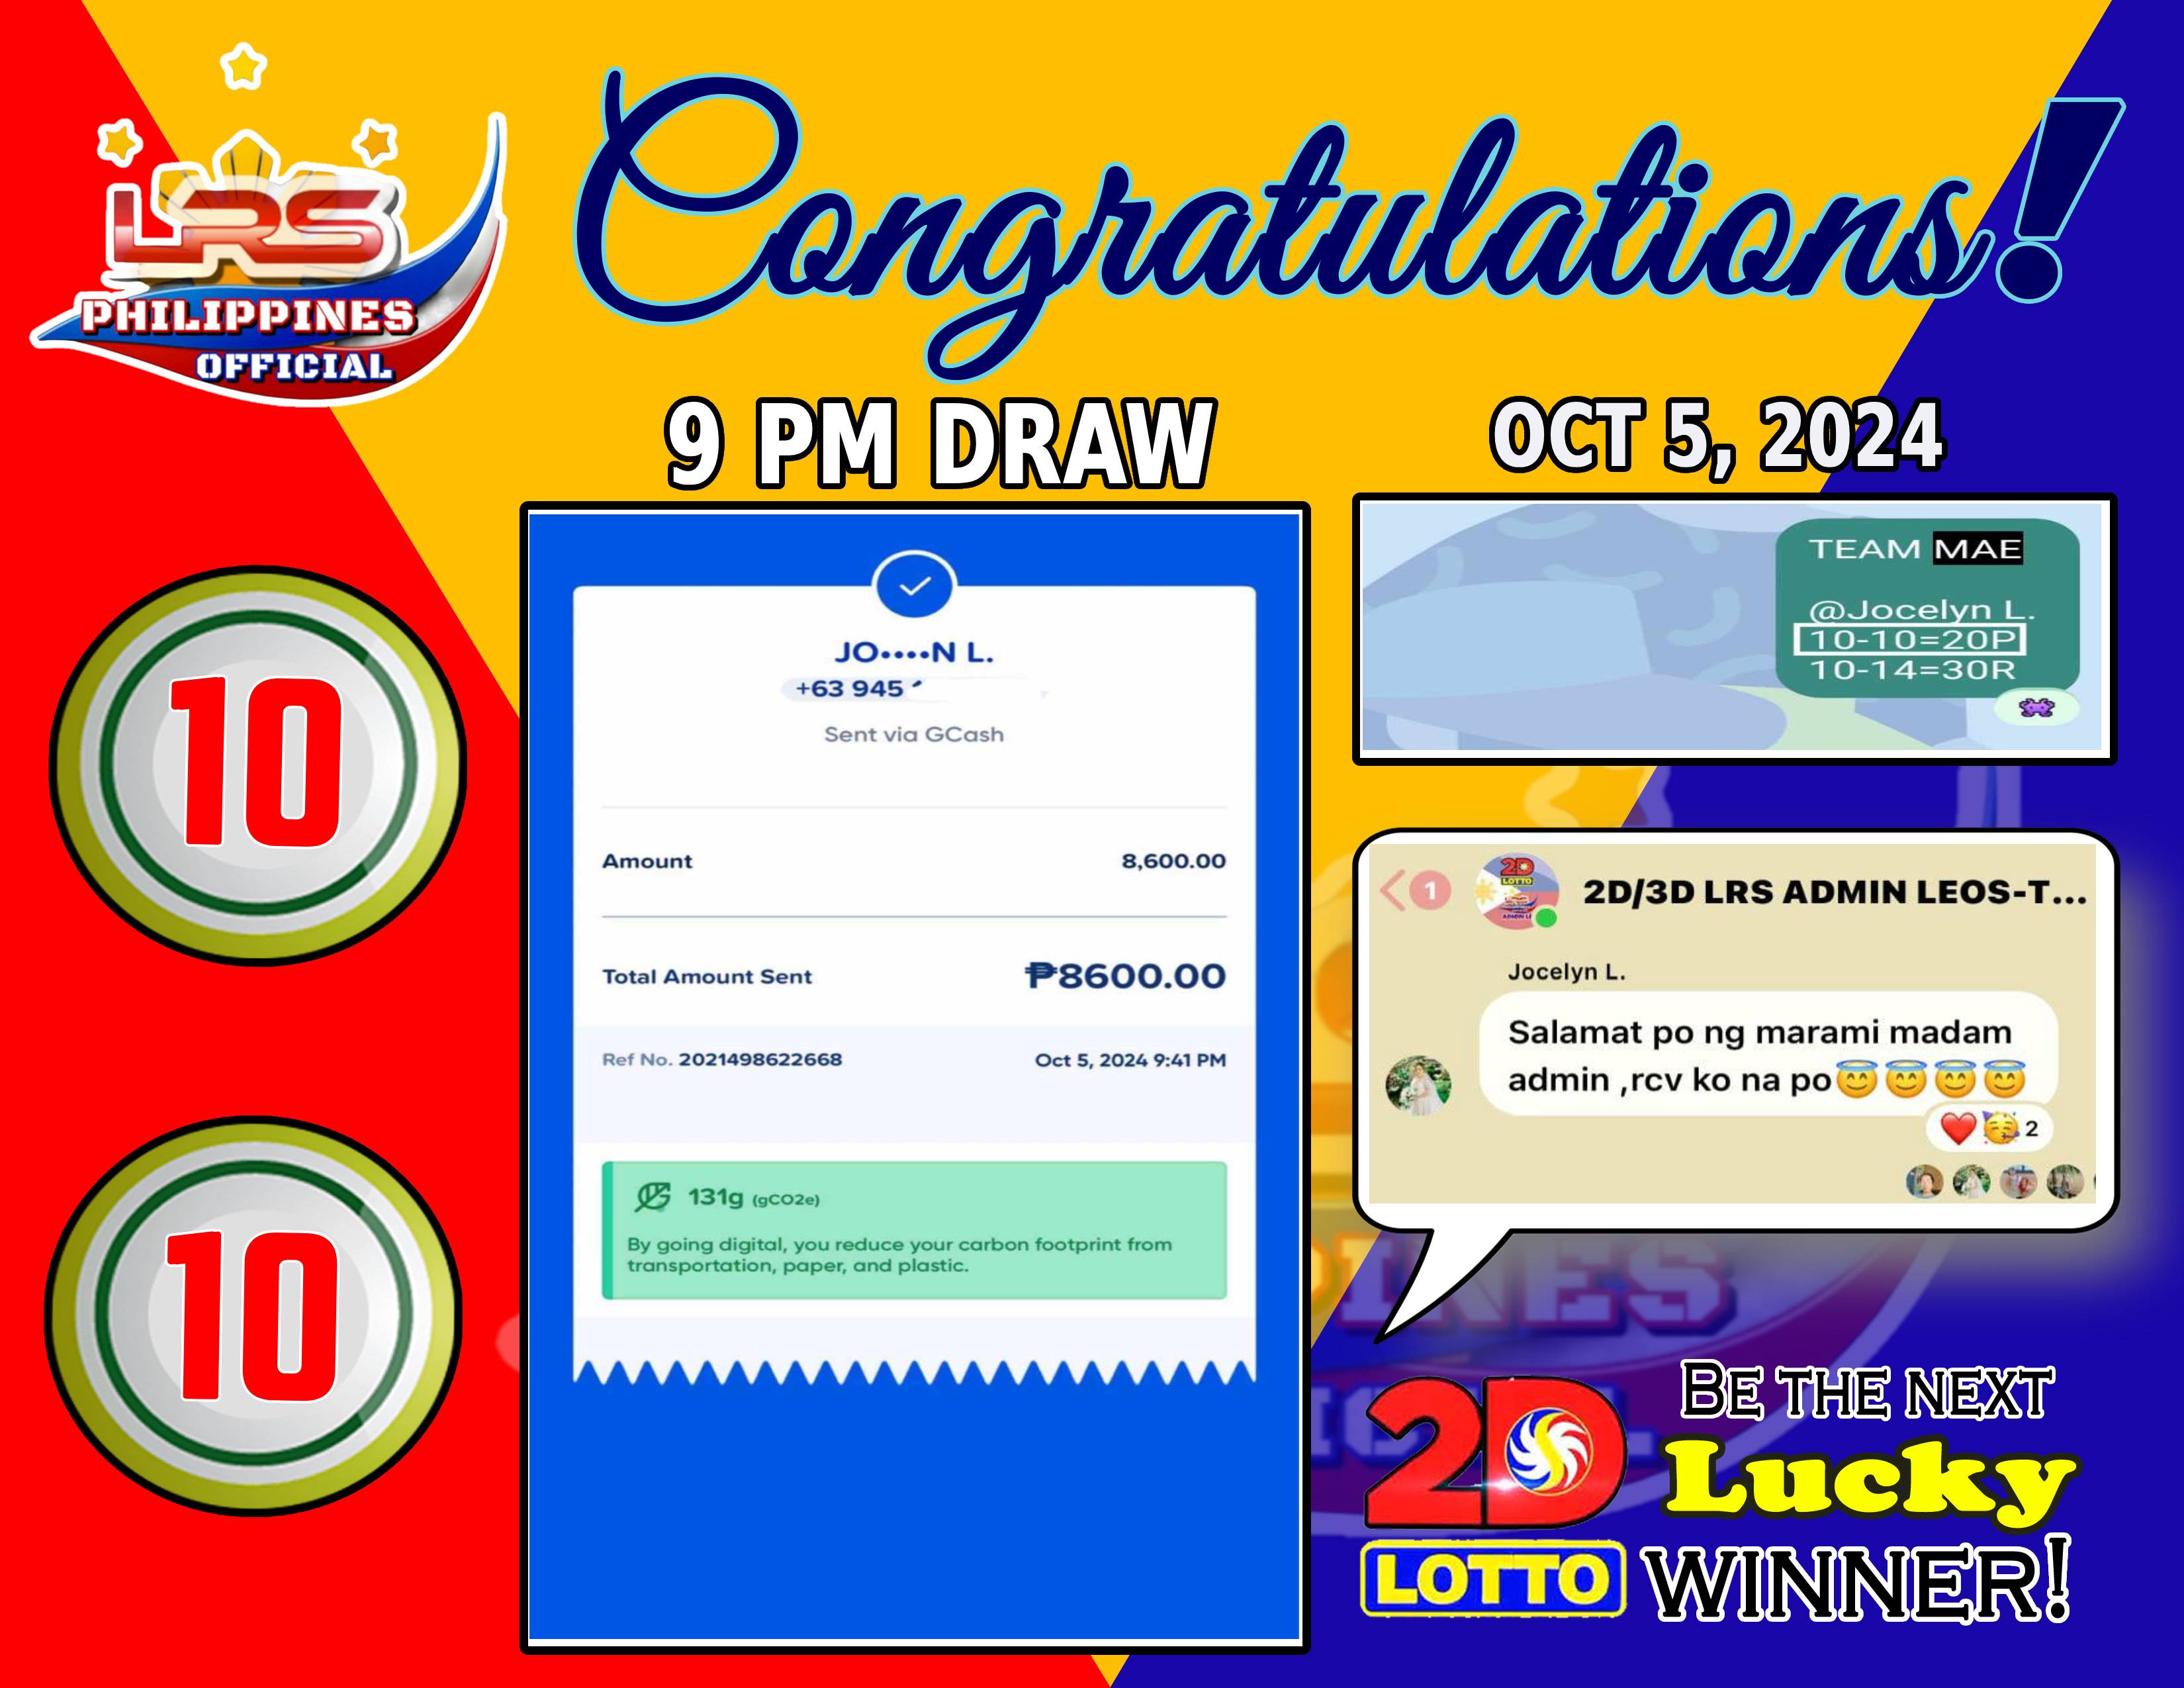 Congratulations!
LRS
PHILIPPINES
OFFICIAL
9 PM DRAW
OCT 5, 2024
10
10
JO••••N L.
+63 945
Sent via GCash
Amount 8,600.00
Total Amount Sent ₱8600.00
Ref No. 2021498622668 Oct 5, 2024 9:41 PM
131g (gCO2e)
By going digital, you reduce your carbon footprint from
transportation, paper, and plastic.
TEAM MAE
@Jocelyn L.
10-10=20P
10-14=30R
1
2D
LOTTO
2D/3D LRS ADMIN LEOS-T...
Jocelyn L.
Salamat po ng marami madam
admin ,rcv ko na po😇😇😇😇
❤️🥳 2
2D
LOTTO
BE THE NEXT
Lucky
WINNER!